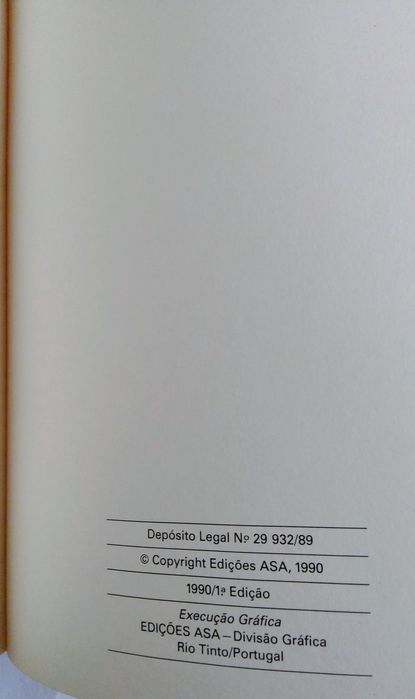 Depósito Legal Nº 29 932/89
© Copyright Edições ASA, 1990
1990/1ª Edição
Execução Gráfica
EDIÇÕES ASA – Divisão Gráfica
Rio Tinto/Portugal